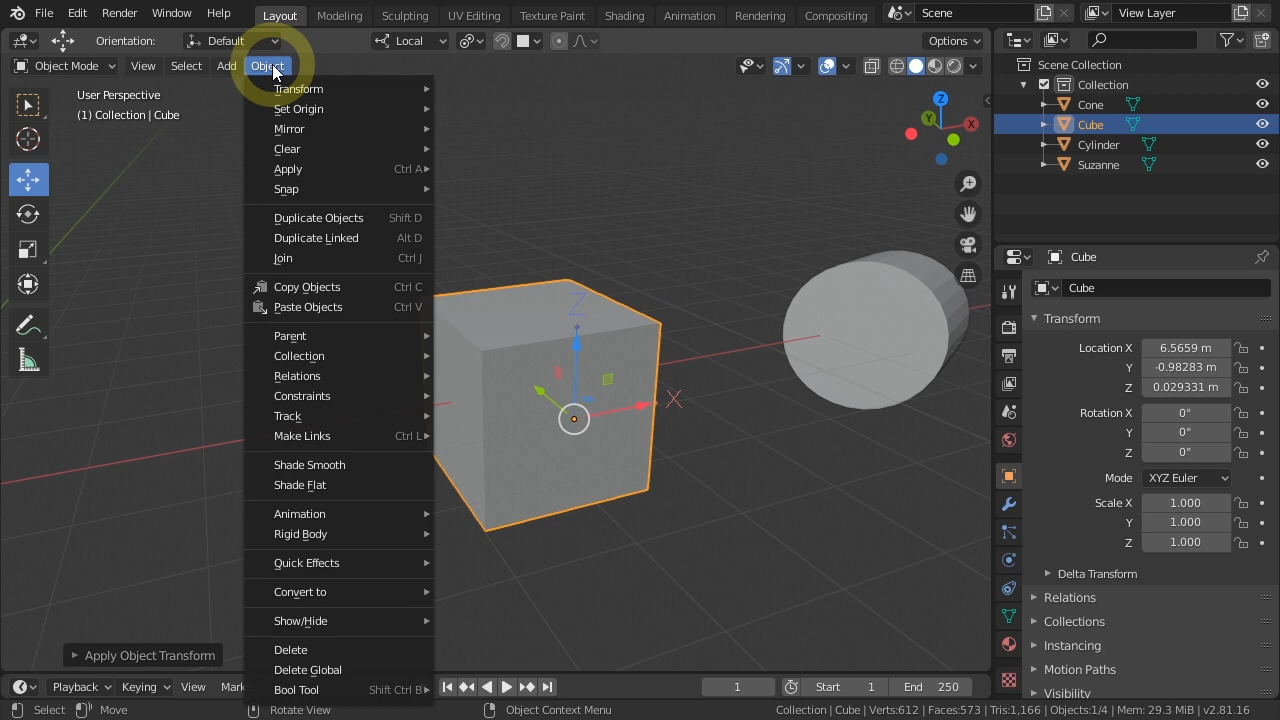 File Edit Render Window Help Layout Modeling Sculpting UV Editing Texture Paint Shading Animation Rendering Compositing Scene View Layer
Orientation: Default Local Options
Object Mode View Select Add Object
User Perspective
(1) Collection | Cube
Transform
Set Origin
Mirror
Clear
Apply Ctrl A
Snap
Duplicate Objects Shift D
Duplicate Linked Alt D
Join Ctrl J
Copy Objects Ctrl C
Paste Objects Ctrl V
Parent
Collection
Relations
Constraints
Track
Make Links Ctrl L
Shade Smooth
Shade Flat
Animation
Rigid Body
Quick Effects
Convert to
Show/Hide
Delete
Delete Global
Bool Tool Shift Ctrl B
Z
X
Z
Y
X
Apply Object Transform
Scene Collection
Collection
Cone
Cube
Cylinder
Suzanne
Cube
Cube
Transform
Location X 6.5659 m
Y -0.98283 m
Z 0.029331 m
Rotation X 0°
Y 0°
Z 0°
Mode XYZ Euler
Scale X 1.000
Y 1.000
Z 1.000
Delta Transform
Relations
Collections
Instancing
Motion Paths
Visibility
Playback Keying View Mark 1 Start 1 End 250
Select Move Rotate View Object Context Menu Collection | Cube | Verts:612 | Faces:573 | Tris:1,166 | Objects:1/4 | Mem: 29.3 MiB | v2.81.16